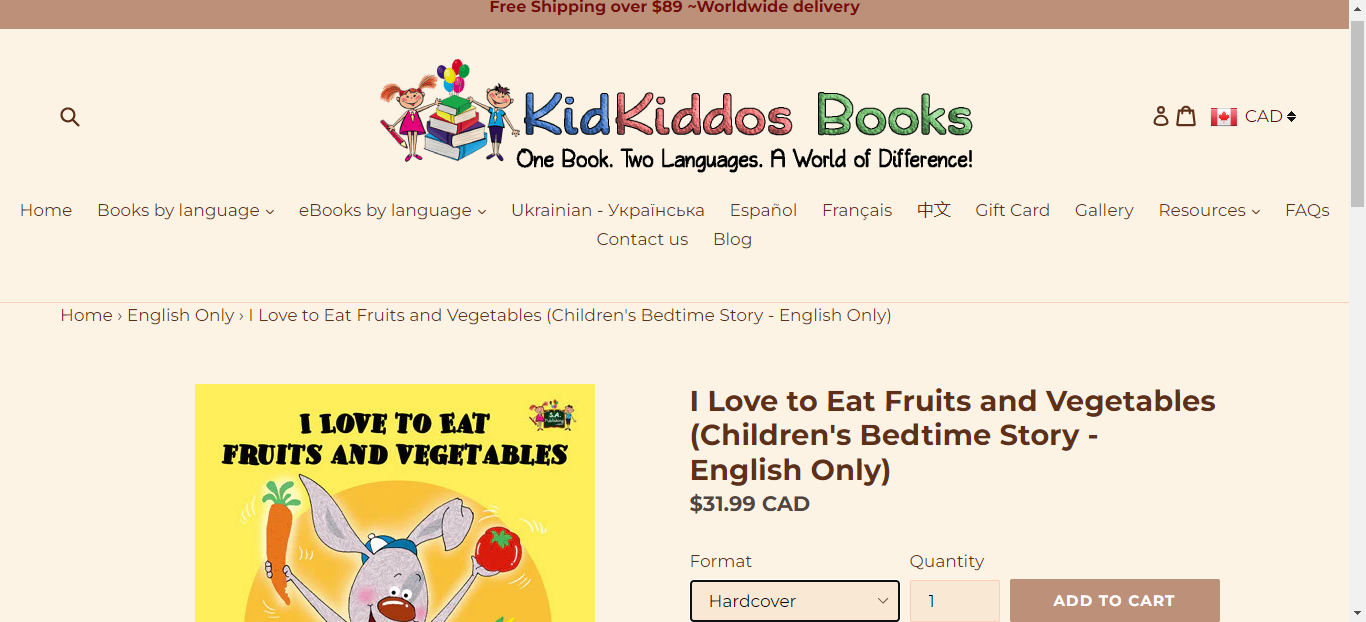 Free Shipping over $89 ~Worldwide delivery
KidKiddos Books
One Book. Two Languages. A World of Difference!
CAD
Home Books by language eBooks by language Ukrainian - Українська Español Français 中文 Gift Card Gallery Resources FAQs
Contact us Blog
Home › English Only › I Love to Eat Fruits and Vegetables (Children's Bedtime Story - English Only)
I LOVE TO EAT
FRUITS AND VEGETABLES
S.A.
I Love to Eat Fruits and Vegetables
(Children's Bedtime Story -
English Only)
$31.99 CAD
Format Quantity
Hardcover 1 ADD TO CART